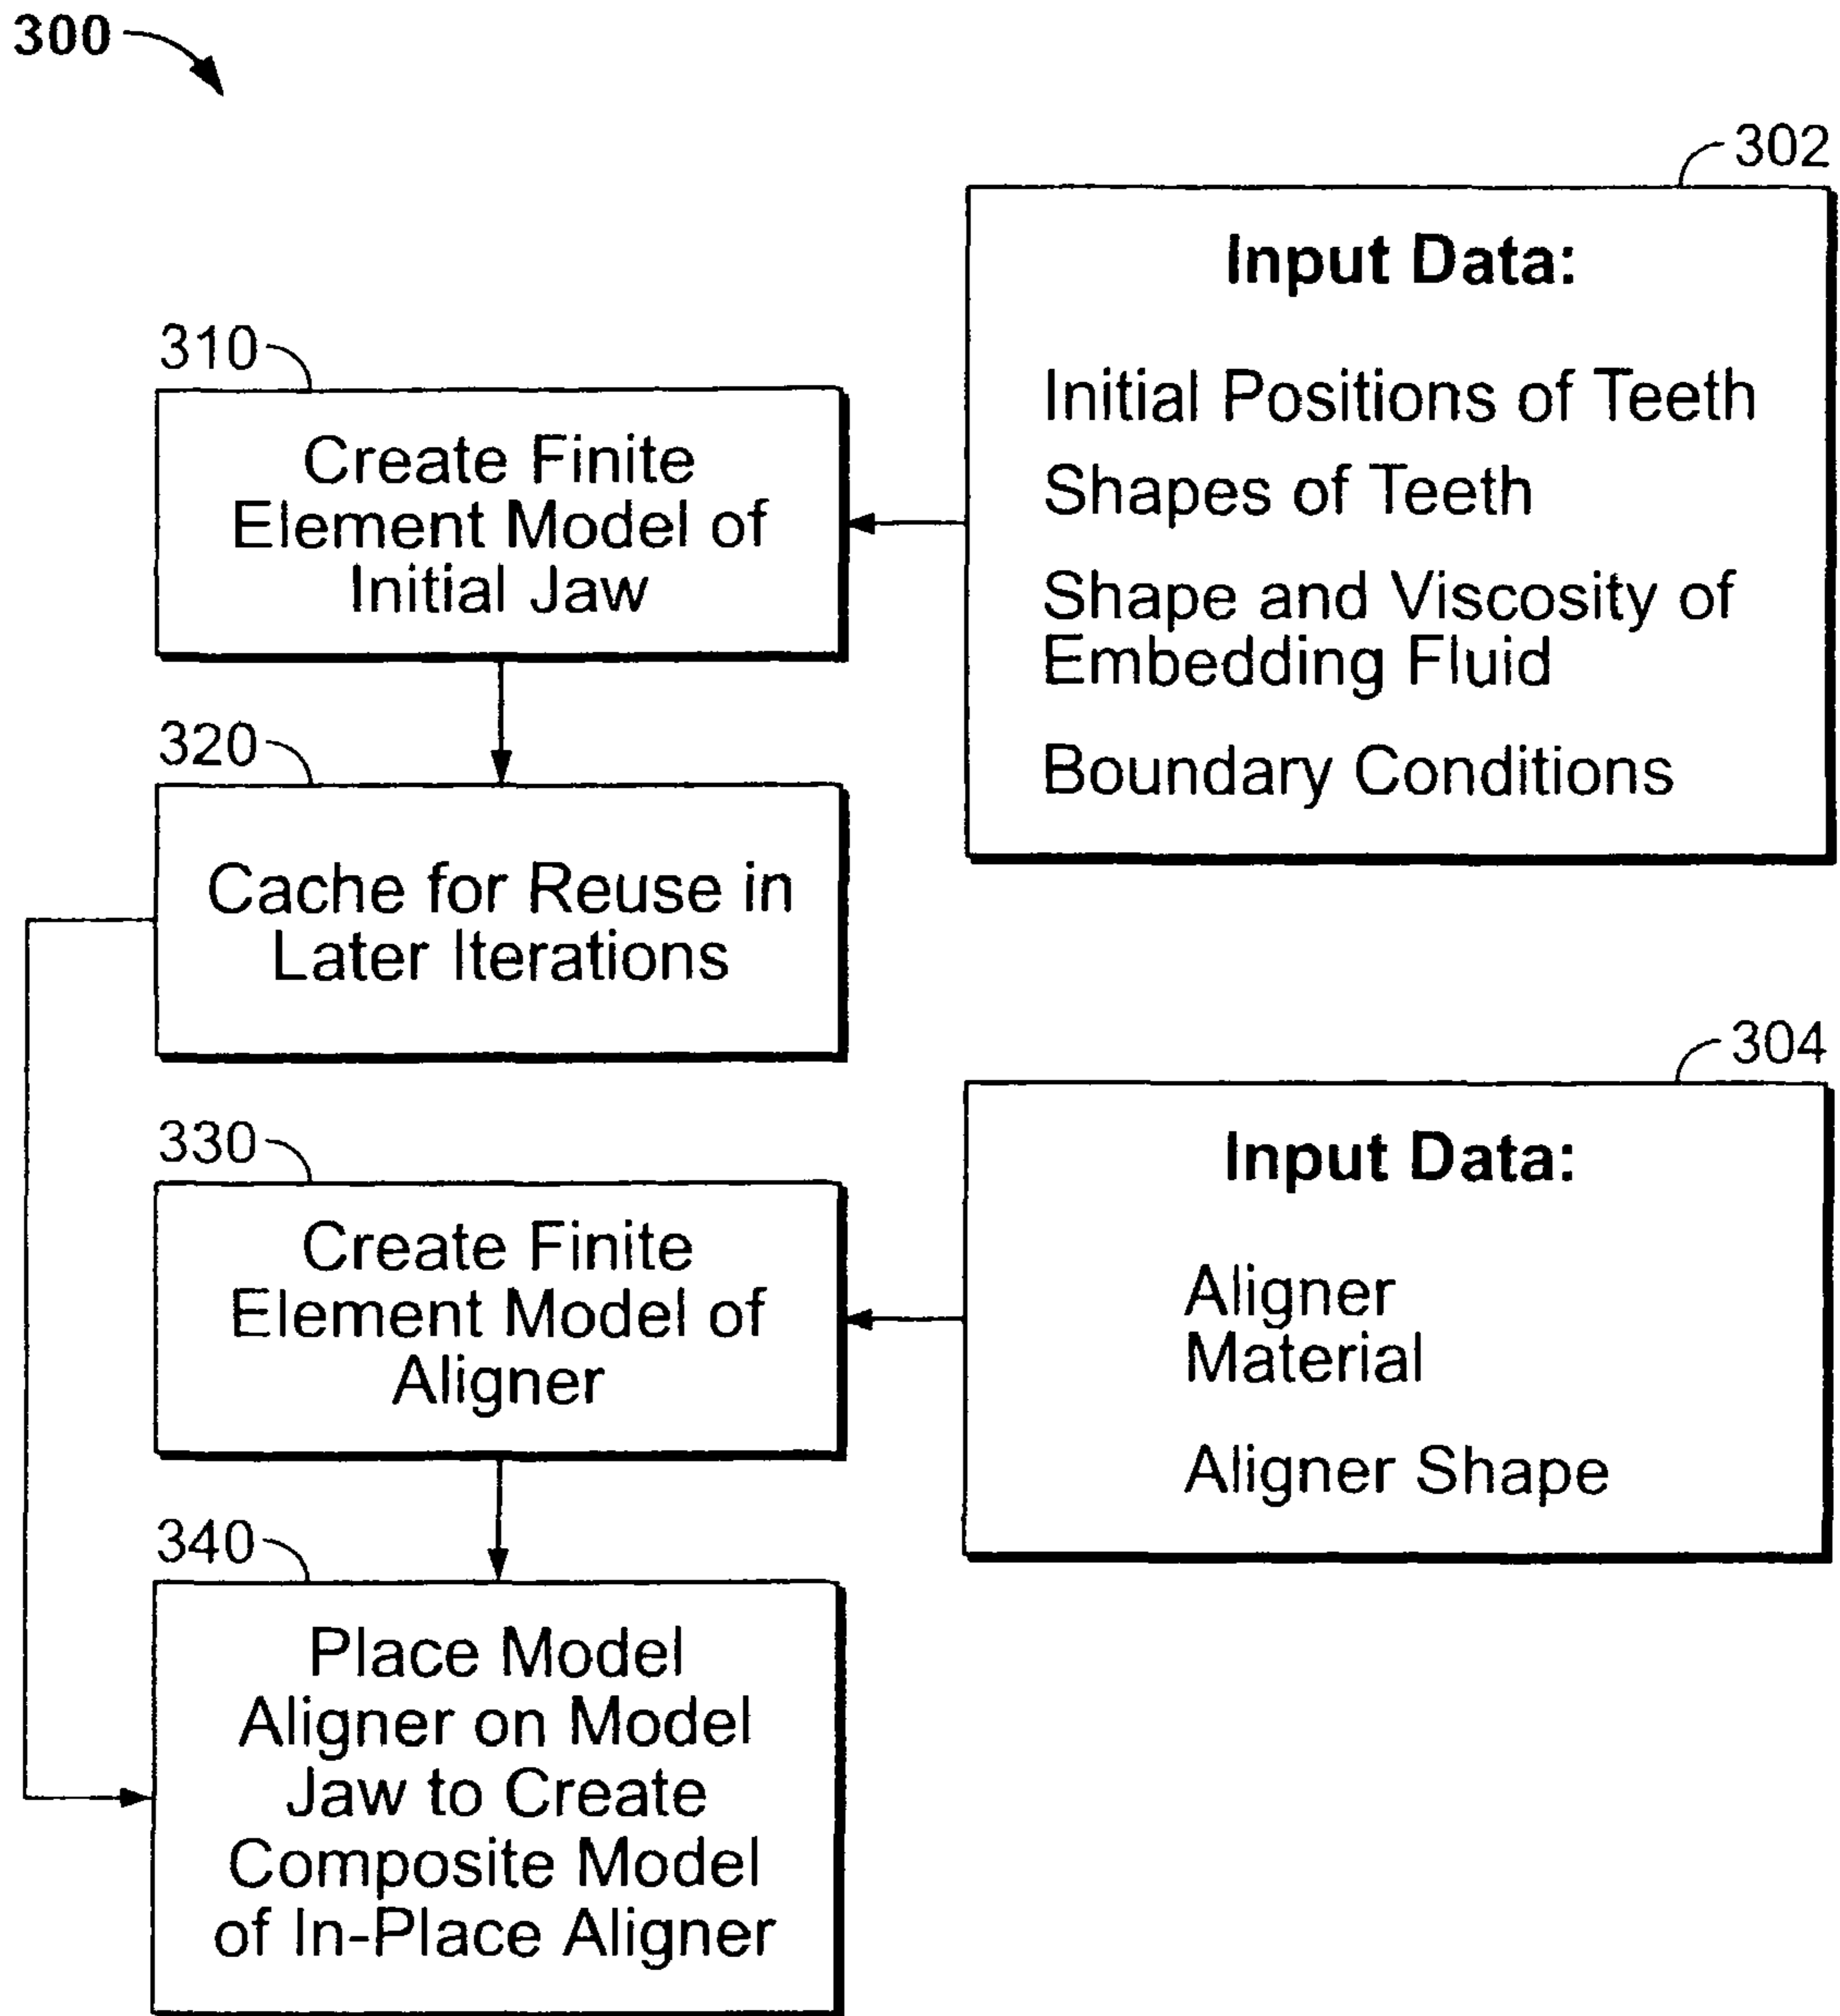 300
302
Input Data:
Initial Positions of Teeth
Shapes of Teeth
Shape and Viscosity of
Embedding Fluid
Boundary Conditions
310
Create Finite
Element Model of
Initial Jaw
320
Cache for Reuse in
Later Iterations
304
Input Data:
Aligner
Material
Aligner Shape
330
Create Finite
Element Model of
Aligner
340
Place Model
Aligner on Model
Jaw to Create
Composite Model
of In-Place Aligner